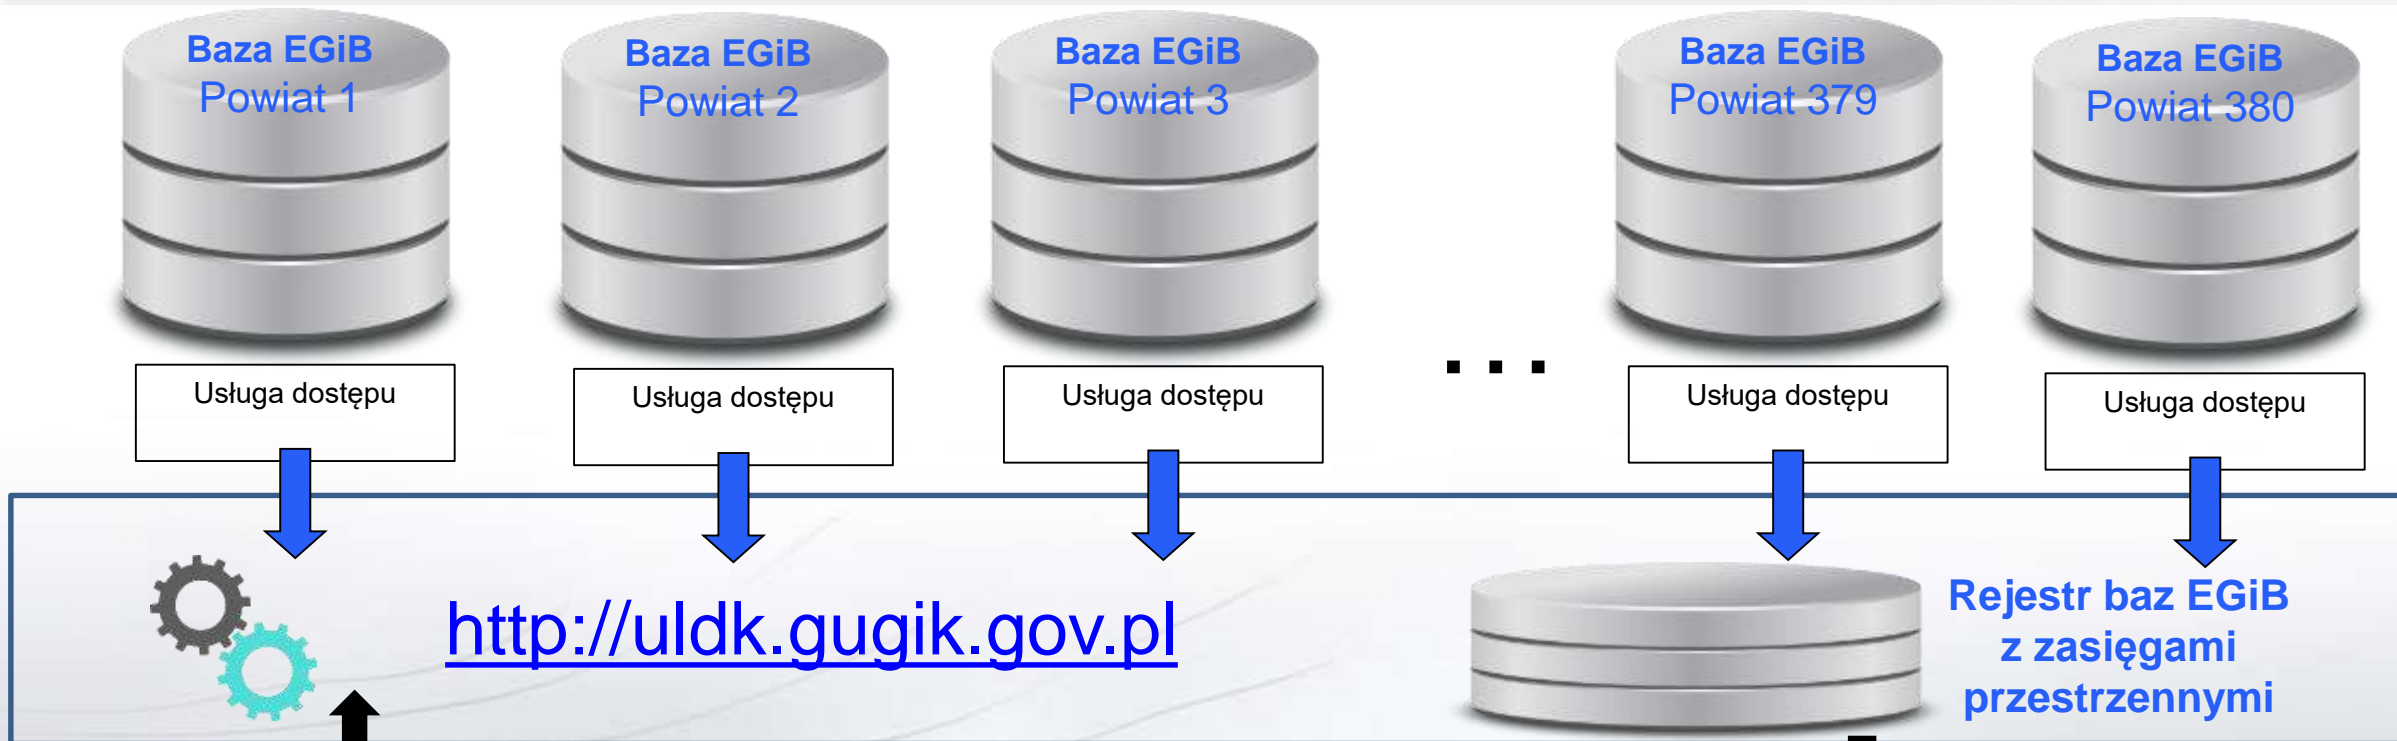 Baza EGiB
Powiat 1
Baza EGiB
Powiat 2
Baza EGiB
Powiat 3
...
Baza EGiB
Powiat 379
Baza EGiB
Powiat 380
Usługa dostępu
Usługa dostępu
Usługa dostępu
Usługa dostępu
Usługa dostępu
http://uldk.gugik.gov.pl
Rejestr baz EGiB
z zasięgami
przestrzennymi